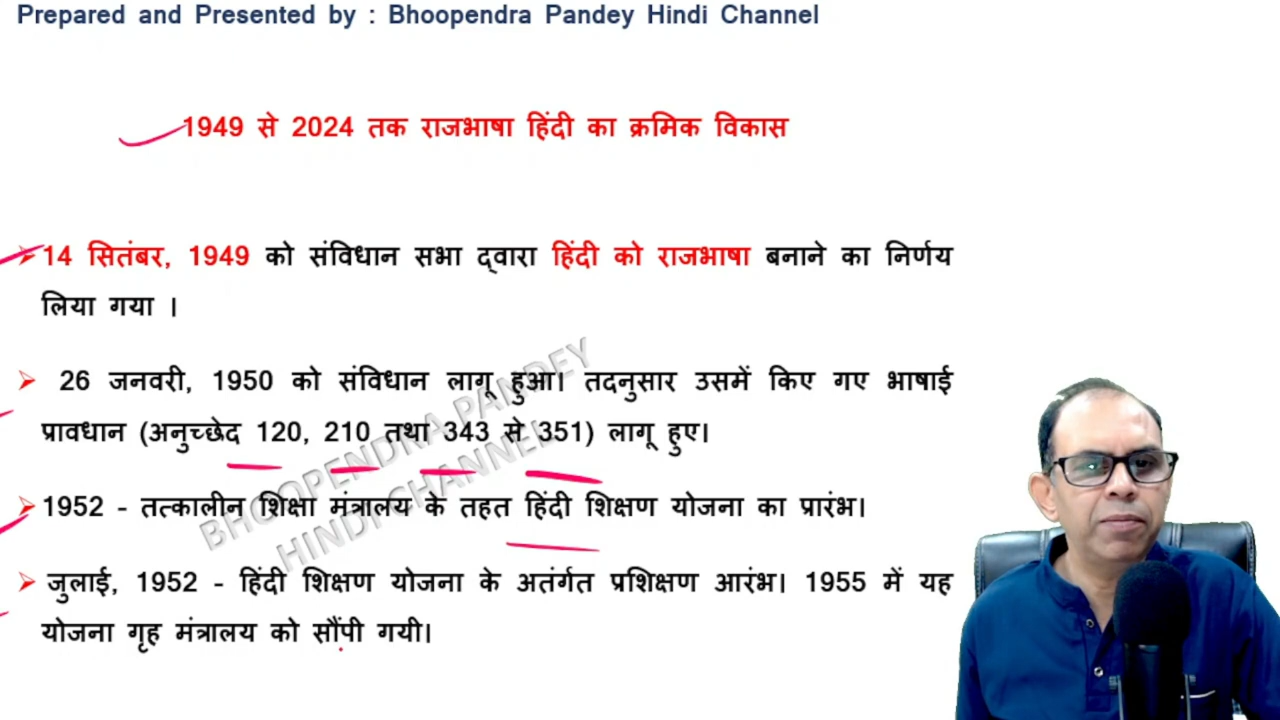 Prepared and Presented by : Bhoopendra Pandey Hindi Channel
1949 से 2024 तक राजभाषा हिंदी का क्रमिक विकास
➢ 14 सितंबर, 1949 को संविधान सभा द्वारा हिंदी को राजभाषा बनाने का निर्णय
लिया गया ।
➢ 26 जनवरी, 1950 को संविधान लागू हुआ। तदनुसार उसमें किए गए भाषाई
प्रावधान (अनुच्छेद 120, 210 तथा 343 से 351) लागू हुए।
➢ 1952 - तत्कालीन शिक्षा मंत्रालय के तहत हिंदी शिक्षण योजना का प्रारंभ।
➢ जुलाई, 1952 - हिंदी शिक्षण योजना के अतंर्गत प्रशिक्षण आरंभ। 1955 में यह
योजना गृह मंत्रालय को सौंपी गयी।
BHOOPENDRA PANDEY
HINDI CHANNEL